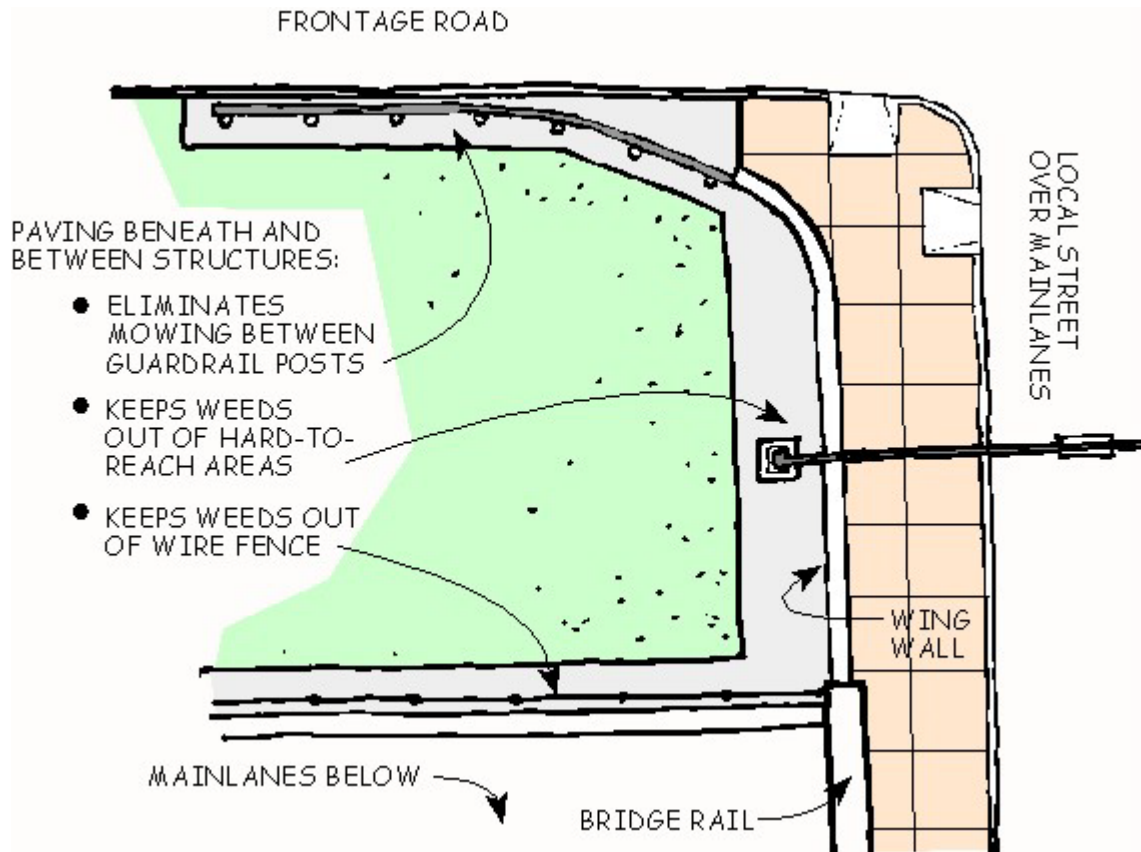 FRONTAGE ROAD
LOCAL STREET
OVER MAINLANES
PAVING BENEATH AND
BETWEEN STRUCTURES:
● ELIMINATES
MOWING BETWEEN
GUARDRAIL POSTS
● KEEPS WEEDS
OUT OF HARD-TO-
REACH AREAS
● KEEPS WEEDS OUT
OF WIRE FENCE
WING
WALL
MAINLANES BELOW
BRIDGE RAIL